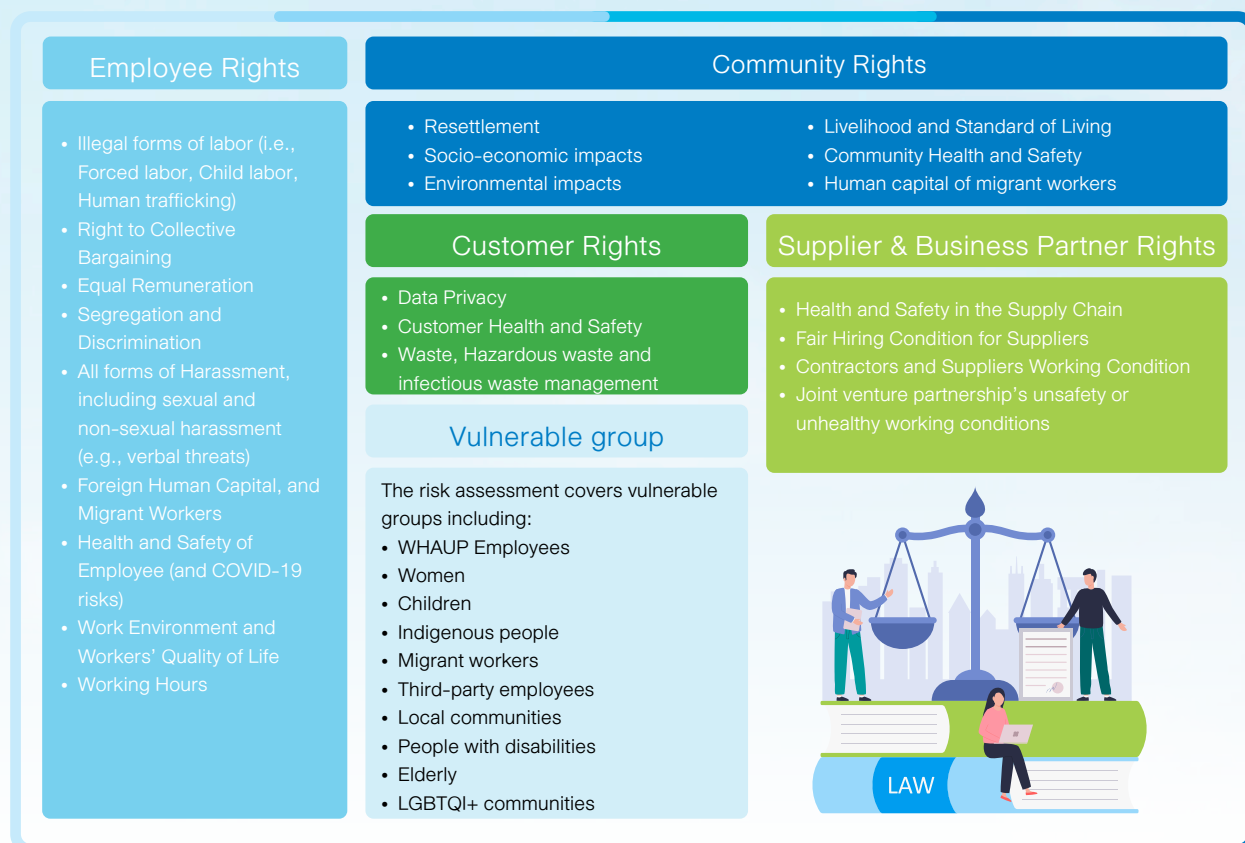 Employee Rights
• Illegal forms of labor (i.e.,
Forced labor, Child labor,
Human trafficking)
• Right to Collective
Bargaining
• Equal Remuneration
• Segregation and
Discrimination
• All forms of Harassment,
including sexual and
non-sexual harassment
(e.g., verbal threats)
• Foreign Human Capital, and
Migrant Workers
• Health and Safety of
Employee (and COVID-19
risks)
• Work Environment and
Workers’ Quality of Life
• Working Hours
Community Rights
• Resettlement
• Socio-economic impacts
• Environmental impacts
• Livelihood and Standard of Living
• Community Health and Safety
• Human capital of migrant workers
Customer Rights
• Data Privacy
• Customer Health and Safety
• Waste, Hazardous waste and
infectious waste management
Supplier & Business Partner Rights
• Health and Safety in the Supply Chain
• Fair Hiring Condition for Suppliers
• Contractors and Suppliers Working Condition
• Joint venture partnership’s unsafety or
unhealthy working conditions
Vulnerable group
The risk assessment covers vulnerable
groups including:
• WHAUP Employees
• Women
• Children
• Indigenous people
• Migrant workers
• Third-party employees
• Local communities
• People with disabilities
• Elderly
• LGBTQI+ communities
LAW